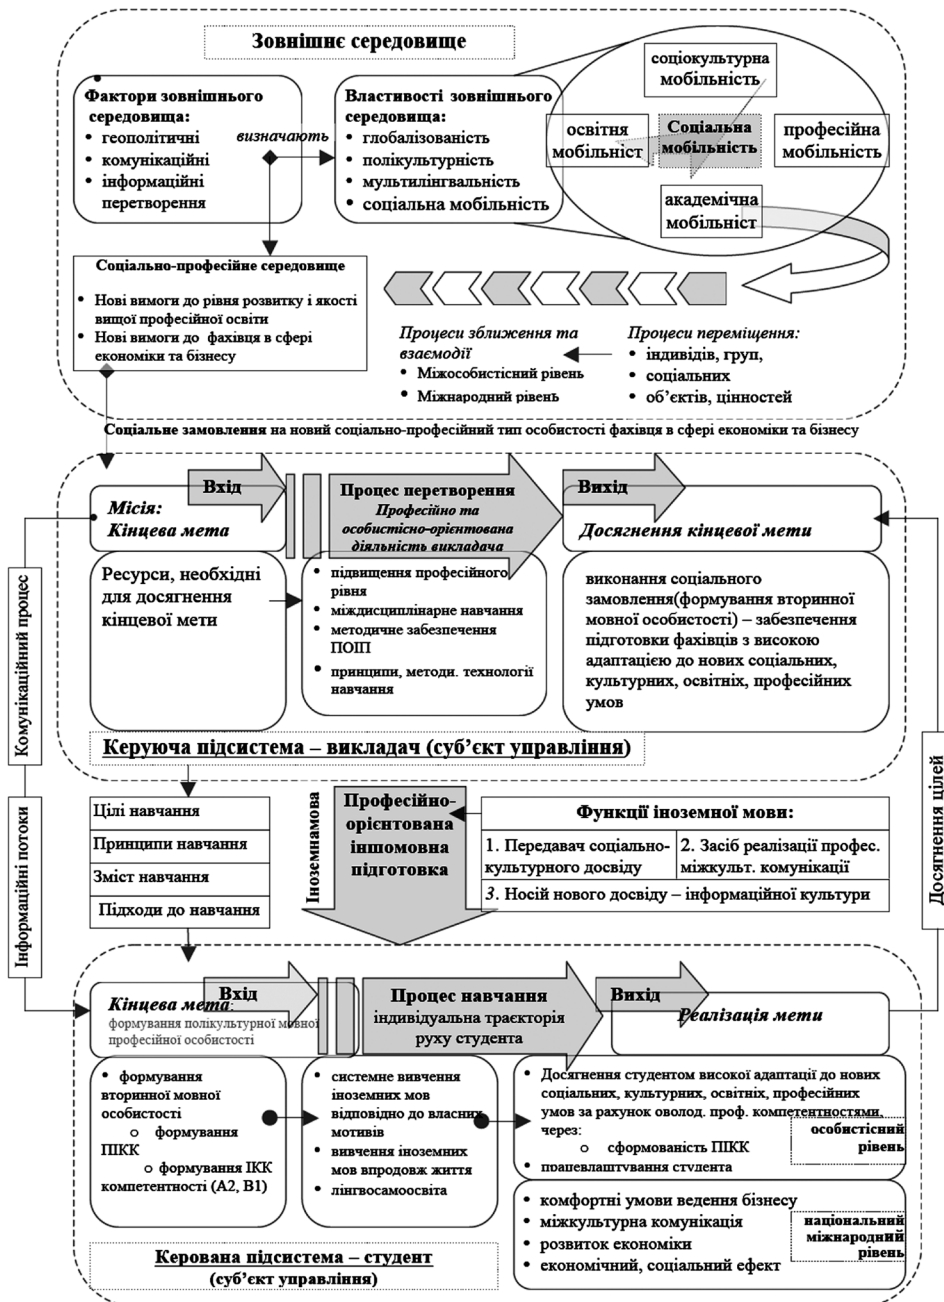 Зовнішнє середовище
Фактори зовнішнього
середовища:
• геополітичні
• комунікаційні
• інформаційні
перетворення
визначають
Властивості зовнішнього
середовища:
• глобалізованість
• полікультурність
• мультилінгвальність
• соціальна мобільність
соціокультурна
мобільність
освітня
мобільніст
Соціальна
мобільність
професійна
мобільність
академічна
мобільніст
Соціально-професійне середовище
• Нові вимоги до рівня розвитку і якості
вищої професійної освіти
• Нові вимоги до фахівця в сфері
економіки та бізнесу
Процеси зближення та
взаємодії
• Міжособистісний рівень
• Міжнародний рівень
Процеси переміщення:
• індивідів, груп,
• соціальних
• об’єктів, цінностей
Соціальне замовлення на новий соціально-професійний тип особистості фахівця в сфері економіки та бізнесу
Вхід
Місія:
Кінцева мета
Процес перетворення
Професійно та
особистісно-орієнтована
діяльність викладача
Вихід
Досягнення кінцевої мети
Ресурси, необхідні
для досягнення
кінцевої мети
• підвищення професійного
рівня
• міждисциплінарне навчання
• методичне забезпечення
ПОІП
• принципи, методи. технології
навчання
виконання соціального
замовлення(формування вторинної
мовної особистості) – забезпечення
підготовки фахівців з високою
адаптацією до нових соціальних,
культурних, освітніх, професійних
умов
Керуюча підсистема – викладач (суб’єкт управління)
Комунікаційний процес
Інформаційні потоки
Досягнення цілей
Цілі навчання
Принципи навчання
Зміст навчання
Підходи до навчання
Іноземнамова
Професійно-
орієнтована
іншомовна
підготовка
Функції іноземної мови:
1. Передавач соціально-
культурного досвіду
2. Засіб реалізації профес.
міжкульт. комунікації
3. Носій нового досвіду – інформаційної культури
Вхід
Кінцева мета:
формування полікультурної мовної
професійної особистості
Процес навчання
індивідуальна траєкторія
руху студента
Вихід
Реалізація мети
• формування
вторинної мовної
особистості
o формування
ПІКК
o формування ІКК
компетентності (А2, В1)
• системне вивчення
іноземних мов
відповідно до власних
мотивів
• вивчення іноземних
мов впродовж життя
• лінгвосамоосвіта
• Досягнення студентом високої адаптації до нових
соціальних, культурних, освітніх, професійних
умов за рахунок оволод. проф. компетентностями,
через:
o сформованість ПІКК
• працевлаштування студента
особистісний
рівень
• комфортні умови ведення бізнесу
• міжкультурна комунікація
• розвиток економіки
• економічний, соціальний ефект
національний
міжнародний
рівень
Керована підсистема – студент
(суб’єкт управління)